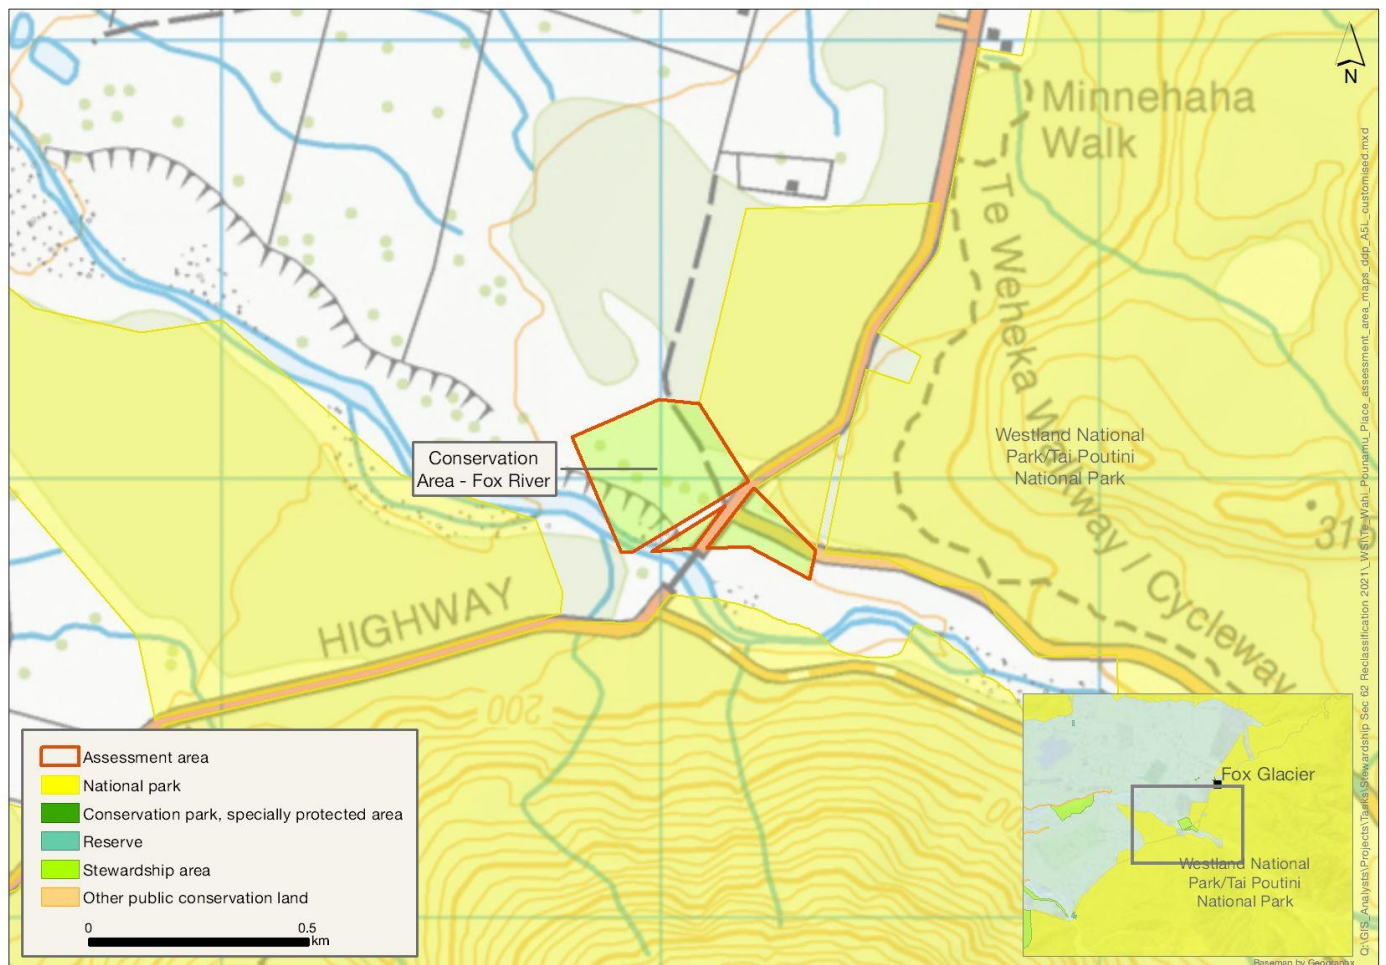 N
Minnehaha
Walk
Te Weheka Walkway / Cycleway
Westland National
Park/Tai Poutini
National Park
315
Conservation
Area - Fox River
HIGHWAY
200
Assessment area
National park
Conservation park, specially protected area
Reserve
Stewardship area
Other public conservation land
0
0.5
km
Fox Glacier
Westland National
Park/Tai Poutini
National Park
Basemap by Geographx
Q:\GIS_Analysts\Projects\Tasks\Stewardship Sec 62 Reclassification 2021\_WSI\Te_Wahi_Pounamu_Place_assessment_area_maps_ddp_A5L_customised.mxd